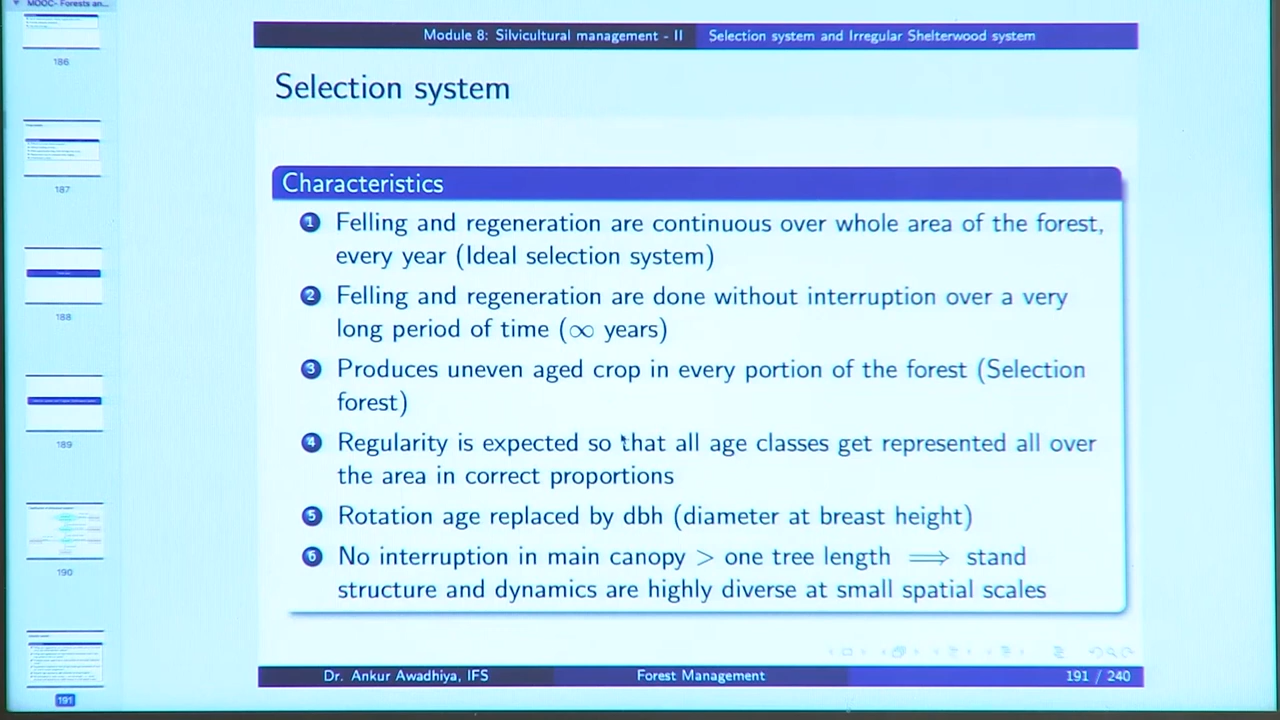 MOOC- Forests an...
186
187
188
189
190
191
Module 8: Silvicultural management - II Selection system and Irregular Shelterwood system
Selection system
Characteristics
1 Felling and regeneration are continuous over whole area of the forest,
every year (Ideal selection system)
2 Felling and regeneration are done without interruption over a very
long period of time (∞ years)
3 Produces uneven aged crop in every portion of the forest (Selection
forest)
4 Regularity is expected so that all age classes get represented all over
the area in correct proportions
5 Rotation age replaced by dbh (diameter at breast height)
6 No interruption in main canopy > one tree length ⟹ stand
structure and dynamics are highly diverse at small spatial scales
Dr. Ankur Awadhiya, IFS Forest Management 191 / 240